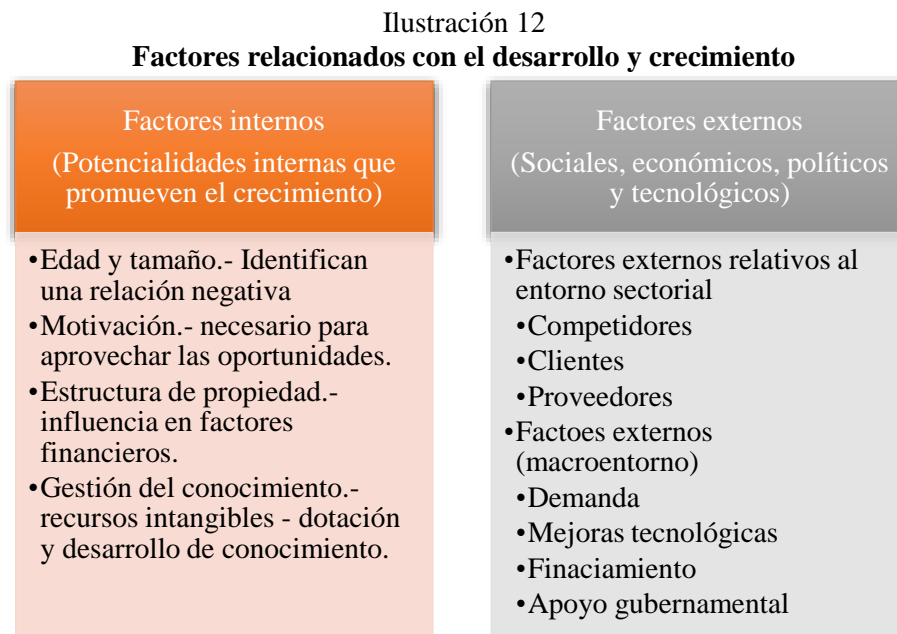 Ilustración 12
Factores relacionados con el desarrollo y crecimiento
Factores internos
(Potencialidades internas que
promueven el crecimiento)
•Edad y tamaño.- Identifican
una relación negativa
•Motivación.- necesario para
aprovechar las oportunidades.
•Estructura de propiedad.-
influencia en factores
financieros.
•Gestión del conocimiento.-
recursos intangibles - dotación
y desarrollo de conocimiento.
Factores externos
(Sociales, económicos, políticos
y tecnológicos)
•Factores externos relativos al
entorno sectorial
•Competidores
•Clientes
•Proveedores
•Factoes externos
(macroentorno)
•Demanda
•Mejoras tecnológicas
•Finaciamiento
•Apoyo gubernamental